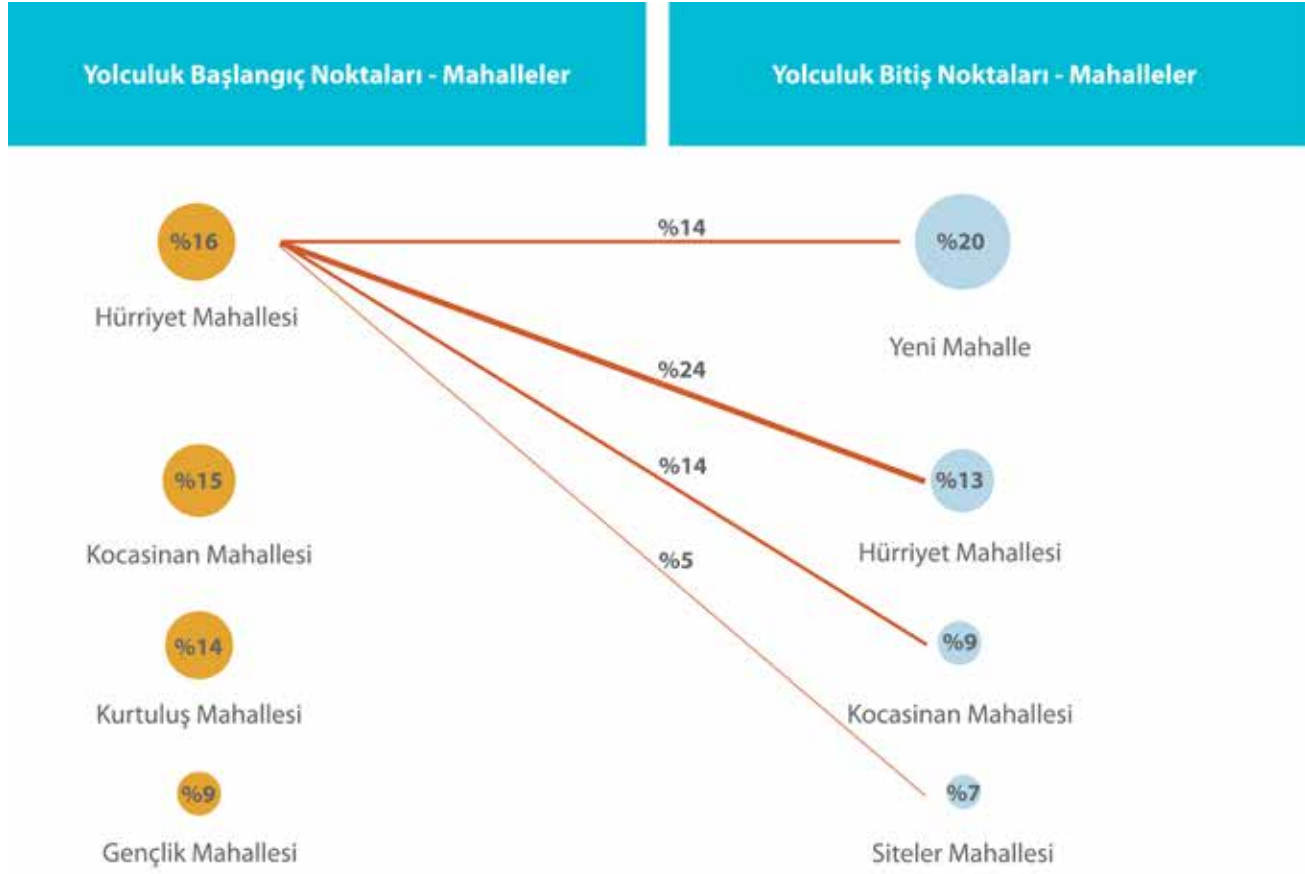 Yolculuk Başlangıç Noktaları - Mahalleler
Yolculuk Bitiş Noktaları - Mahalleler
%16
Hürriyet Mahallesi
%15
Kocasinan Mahallesi
%14
Kurtuluş Mahallesi
%9
Gençlik Mahallesi
%14
%24
%14
%5
%20
Yeni Mahalle
%13
Hürriyet Mahallesi
%9
Kocasinan Mahallesi
%7
Siteler Mahallesi